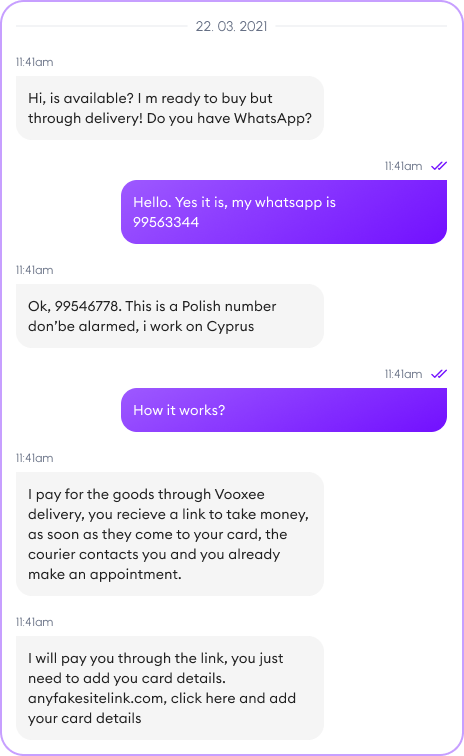 22. 03. 2021
11:41am
Hi, is available? I m ready to buy but
through delivery! Do you have WhatsApp?
11:41am
Hello. Yes it is, my whatsapp is
99563344
11:41am
Ok, 99546778. This is a Polish number
don’be alarmed, i work on Cyprus
11:41am
How it works?
11:41am
I pay for the goods through Vooxee
delivery, you recieve a link to take money,
as soon as they come to your card, the
courier contacts you and you already
make an appointment.
11:41am
I will pay you through the link, you just
need to add you card details.
anyfakesitelink.com, click here and add
your card details